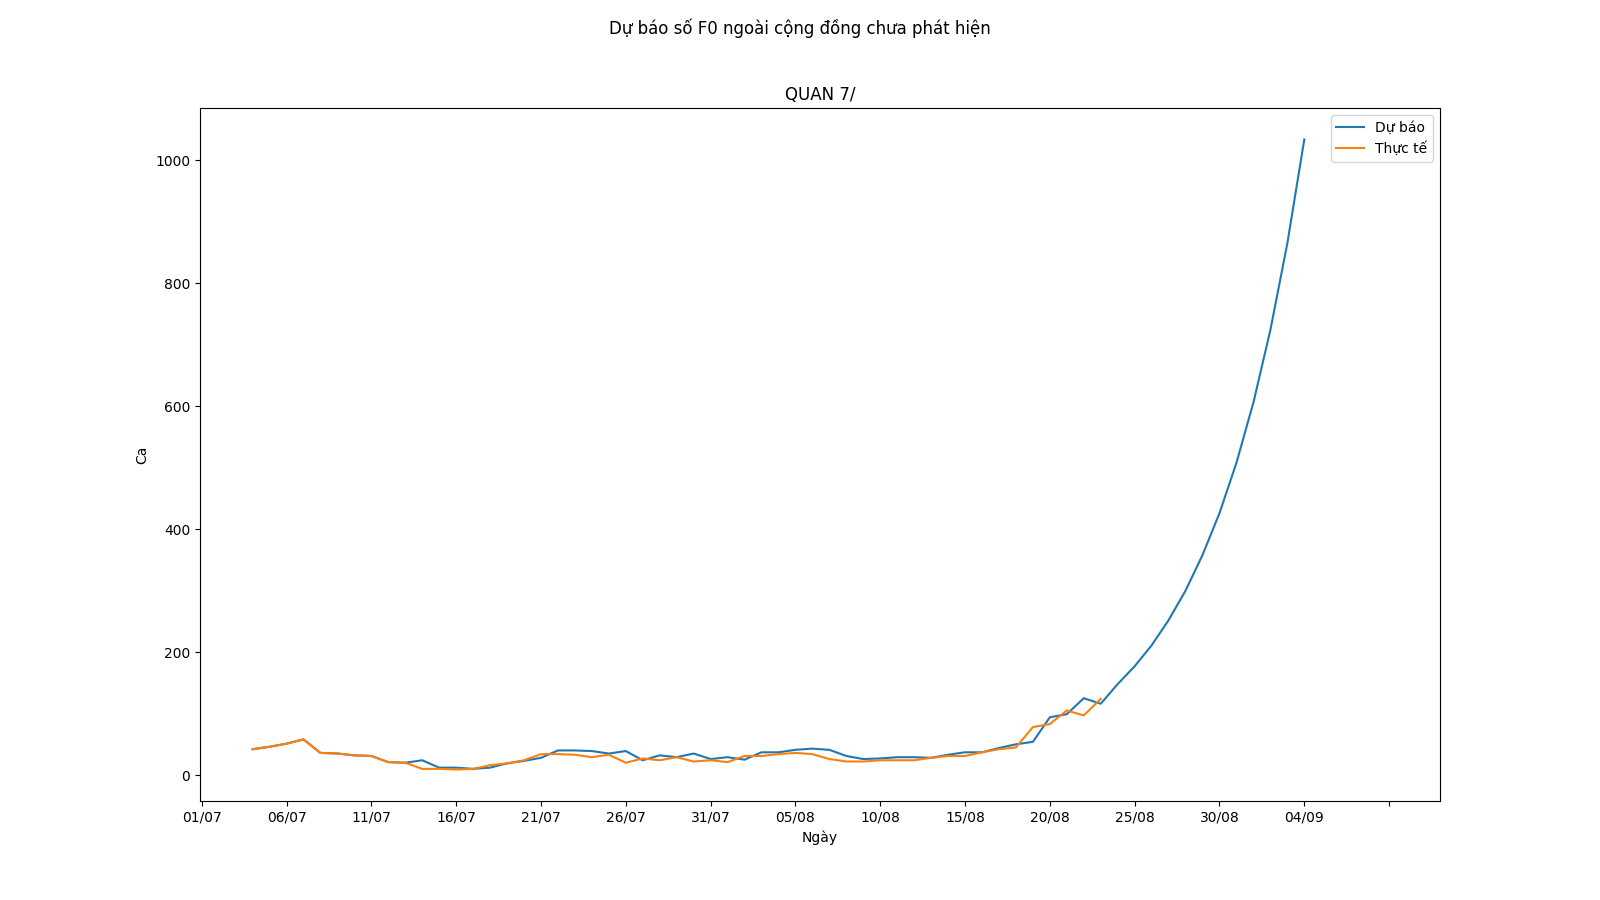 Dự báo số F0 ngoài cộng đồng chưa phát hiện
QUAN 7/
Dự báo
Thực tế
1000
800
600
400
200
0
Ca
01/07 06/07 11/07 16/07 21/07 26/07 31/07 05/08 10/08 15/08 20/08 25/08 30/08 04/09
Ngày